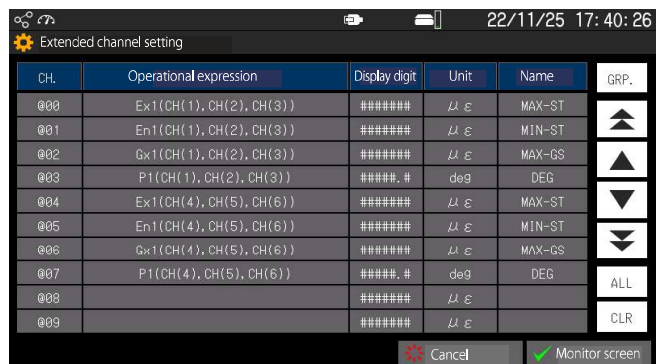 22/11/25 17:40:26
Extended channel setting
CH. Operational expression Display digit Unit Name GRP.
@00 Ex1(CH(1),CH(2),CH(3)) ####### με MAX-ST
@01 En1(CH(1),CH(2),CH(3)) ####### με MIN-ST
@02 Gx1(CH(1),CH(2),CH(3)) ####### με MAX-GS
@03 P1(CH(1),CH(2),CH(3)) #####.# deg DEG
@04 Ex1(CH(4),CH(5),CH(6)) ####### με MAX-ST
@05 En1(CH(4),CH(5),CH(6)) ####### με MIN-ST
@06 Gx1(CH(4),CH(5),CH(6)) ####### με MAX-GS
@07 P1(CH(4),CH(5),CH(6)) #####.# deg DEG
ALL
@08 ####### με
@09 ####### με
CLR
Cancel Monitor screen